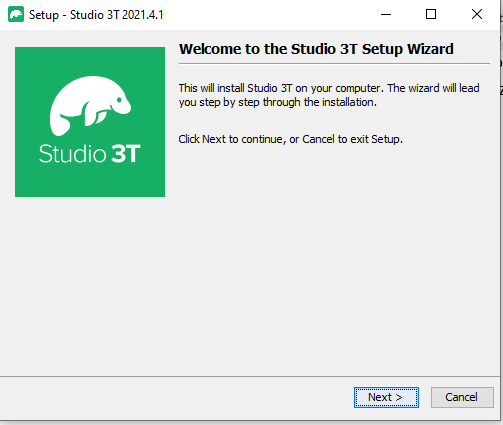 Setup - Studio 3T 2021.4.1
Welcome to the Studio 3T Setup Wizard
This will install Studio 3T on your computer. The wizard will lead
you step by step through the installation.
Click Next to continue, or Cancel to exit Setup.
Studio 3T
Next >
Cancel